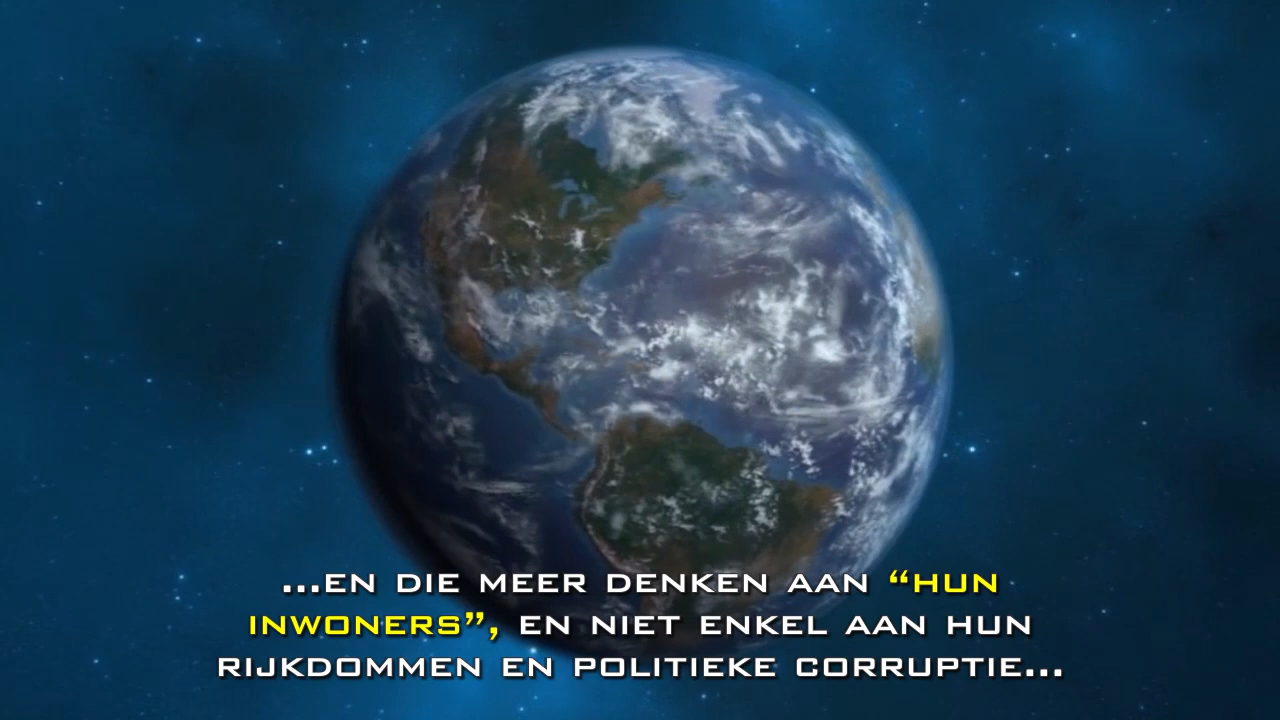 ...EN DIE MEER DENKEN AAN “HUN
INWONERS”, EN NIET ENKEL AAN HUN
RIJKDOMMEN EN POLITIEKE CORRUPTIE...